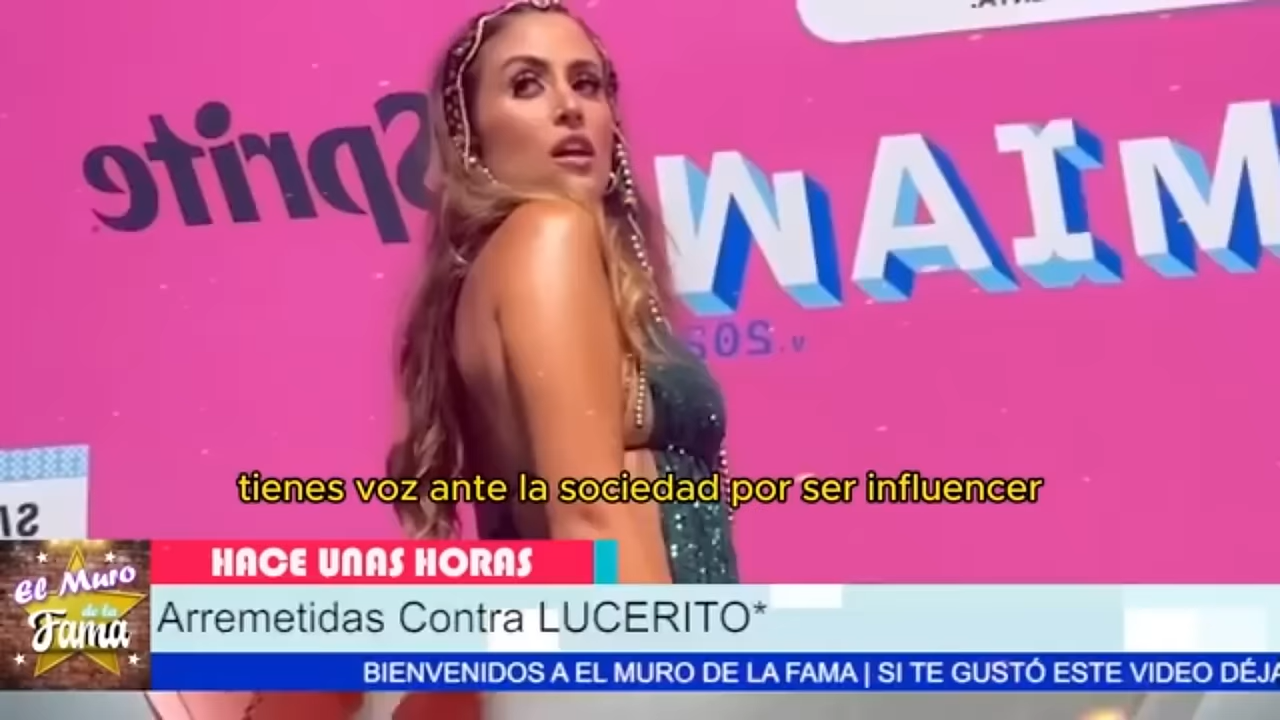 Sprite
MIAW
tienes voz ante la sociedad por ser influencer
HACE UNAS HORAS
El Muro
de la
Fama
Arremetidas Contra LUCERITO*
BIENVENIDOS A EL MURO DE LA FAMA | SI TE GUSTÓ ESTE VIDEO DÉJA